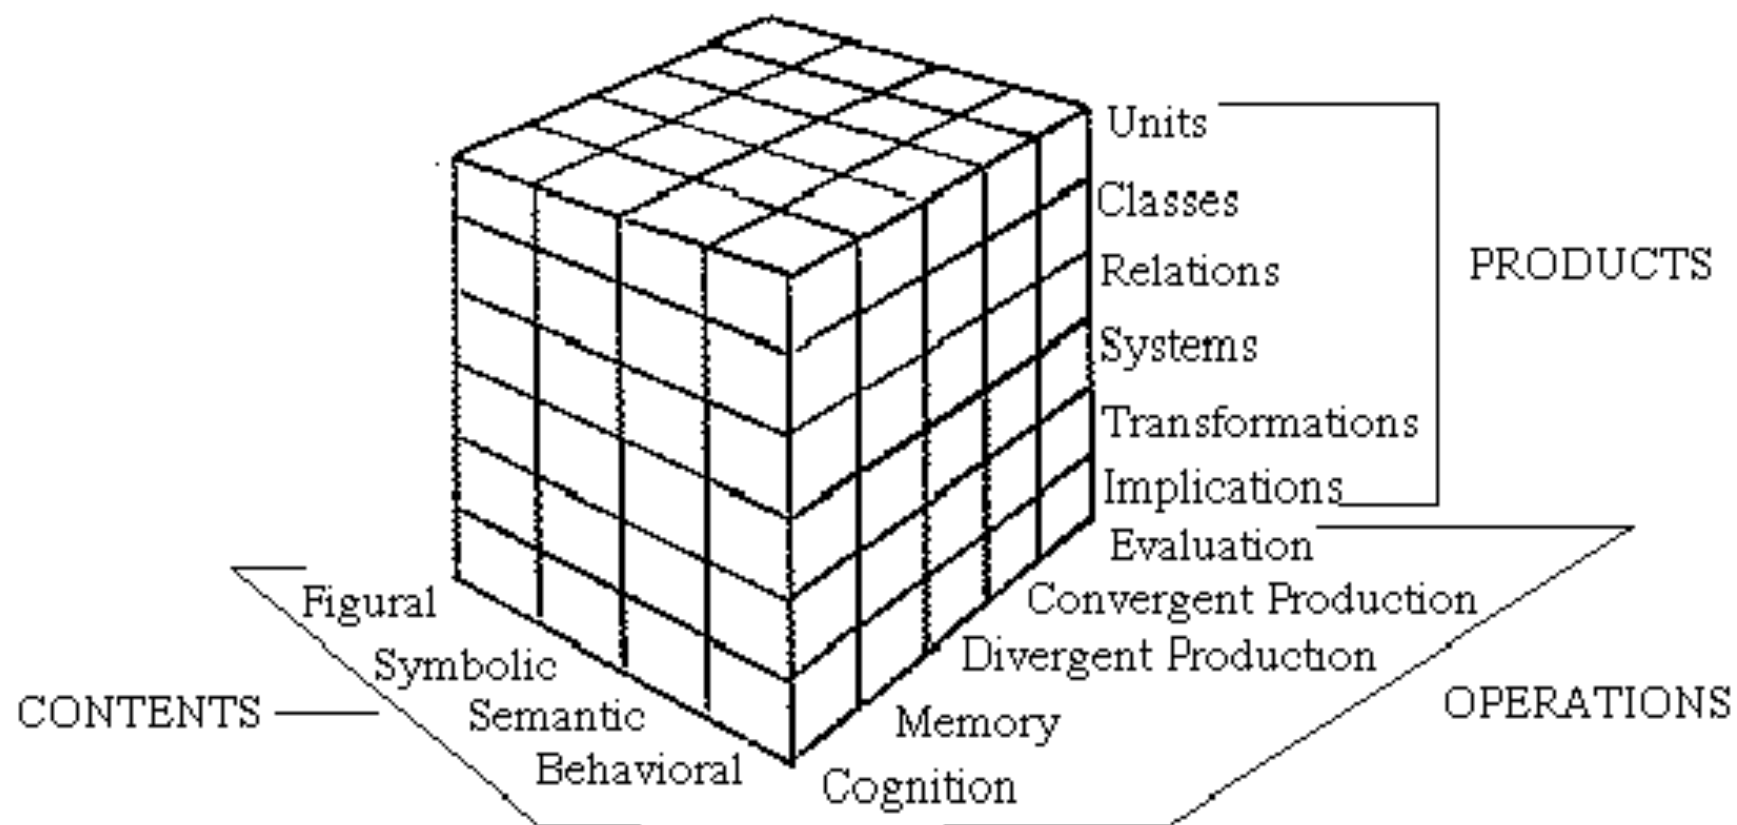 Units
Classes
Relations
PRODUCTS
Systems
Transformations
Implications
Evaluation
Convergent Production
Divergent Production
Memory
Cognition
OPERATIONS
Figural
Symbolic
Semantic
Behavioral
CONTENTS